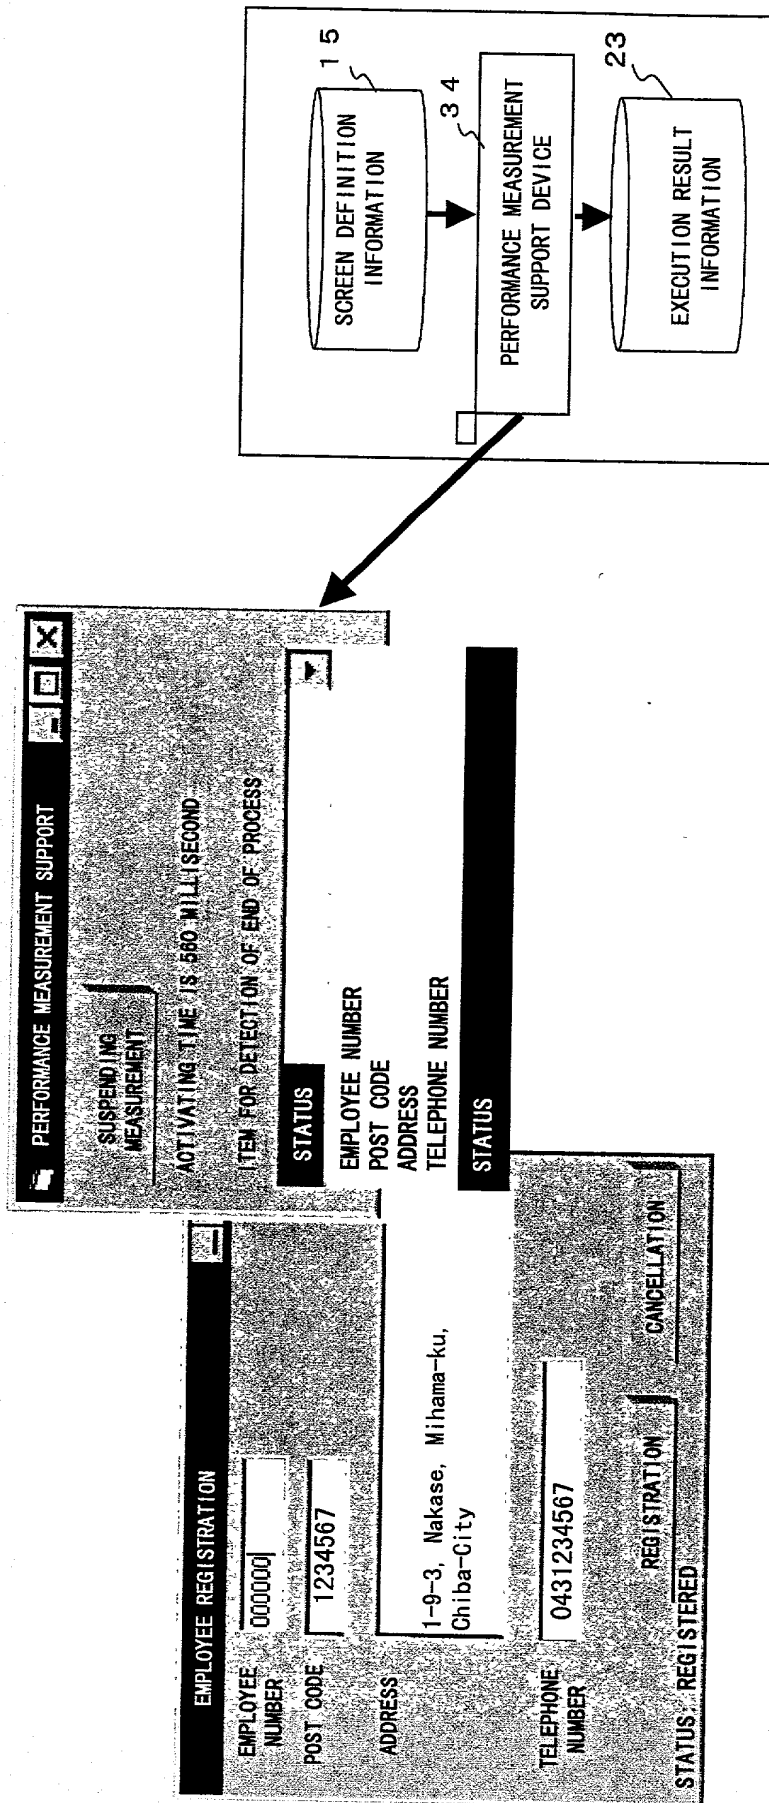 EMPLOYEE REGISTRATION
EMPLOYEE
NUMBER
000000
POST CODE
1234567
ADDRESS
1-9-3, Nakase, Mihama-ku,
Chiba-City
TELEPHONE
NUMBER
0431234567
REGISTRATION
CANCELLATION
STATUS: REGISTERED
PERFORMANCE MEASUREMENT SUPPORT
SUSPENDING
MEASUREMENT
ACTIVATING TIME IS 560 MILLISECOND
ITEM FOR DETECTION OF END OF PROCESS
STATUS
EMPLOYEE NUMBER
POST CODE
ADDRESS
TELEPHONE NUMBER
STATUS
15
SCREEN DEFINITION
INFORMATION
34
PERFORMANCE MEASUREMENT
SUPPORT DEVICE
23
EXECUTION RESULT
INFORMATION